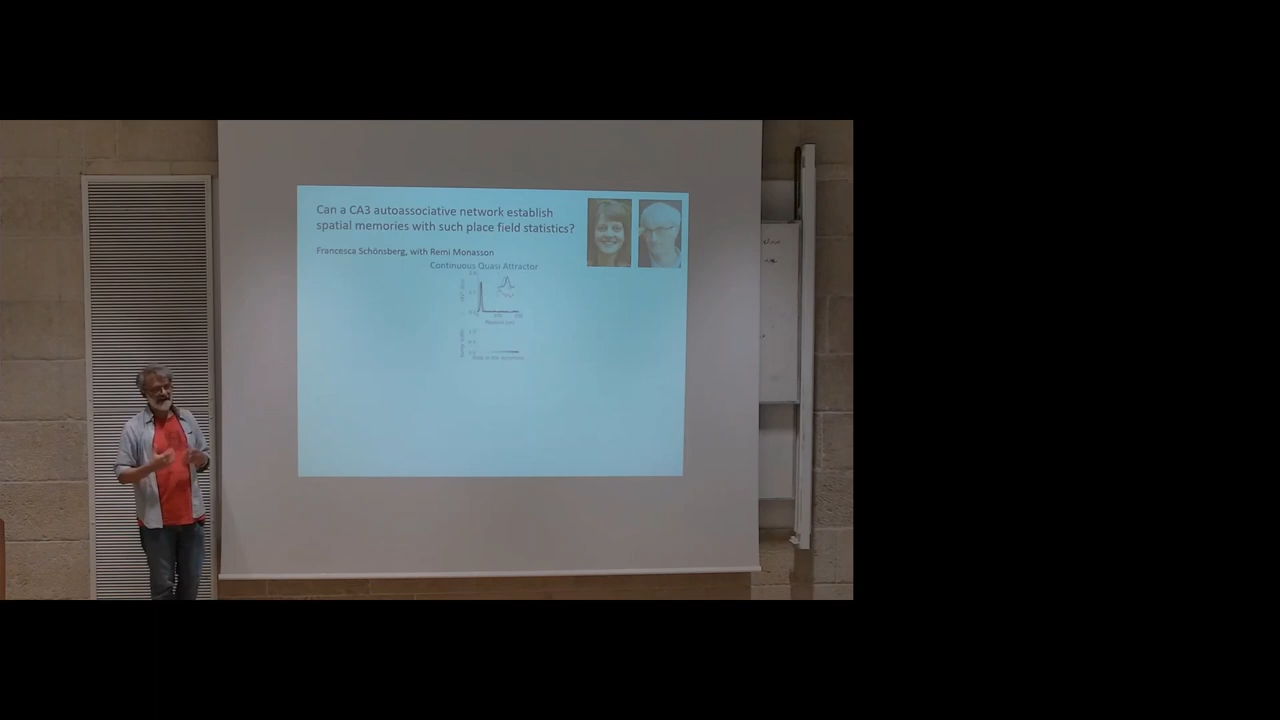 Can a CA3 autoassociative network establish
spatial memories with such place field statistics?
Francesca Schönsberg, with Remi Monasson
Continuous Quasi Attractor